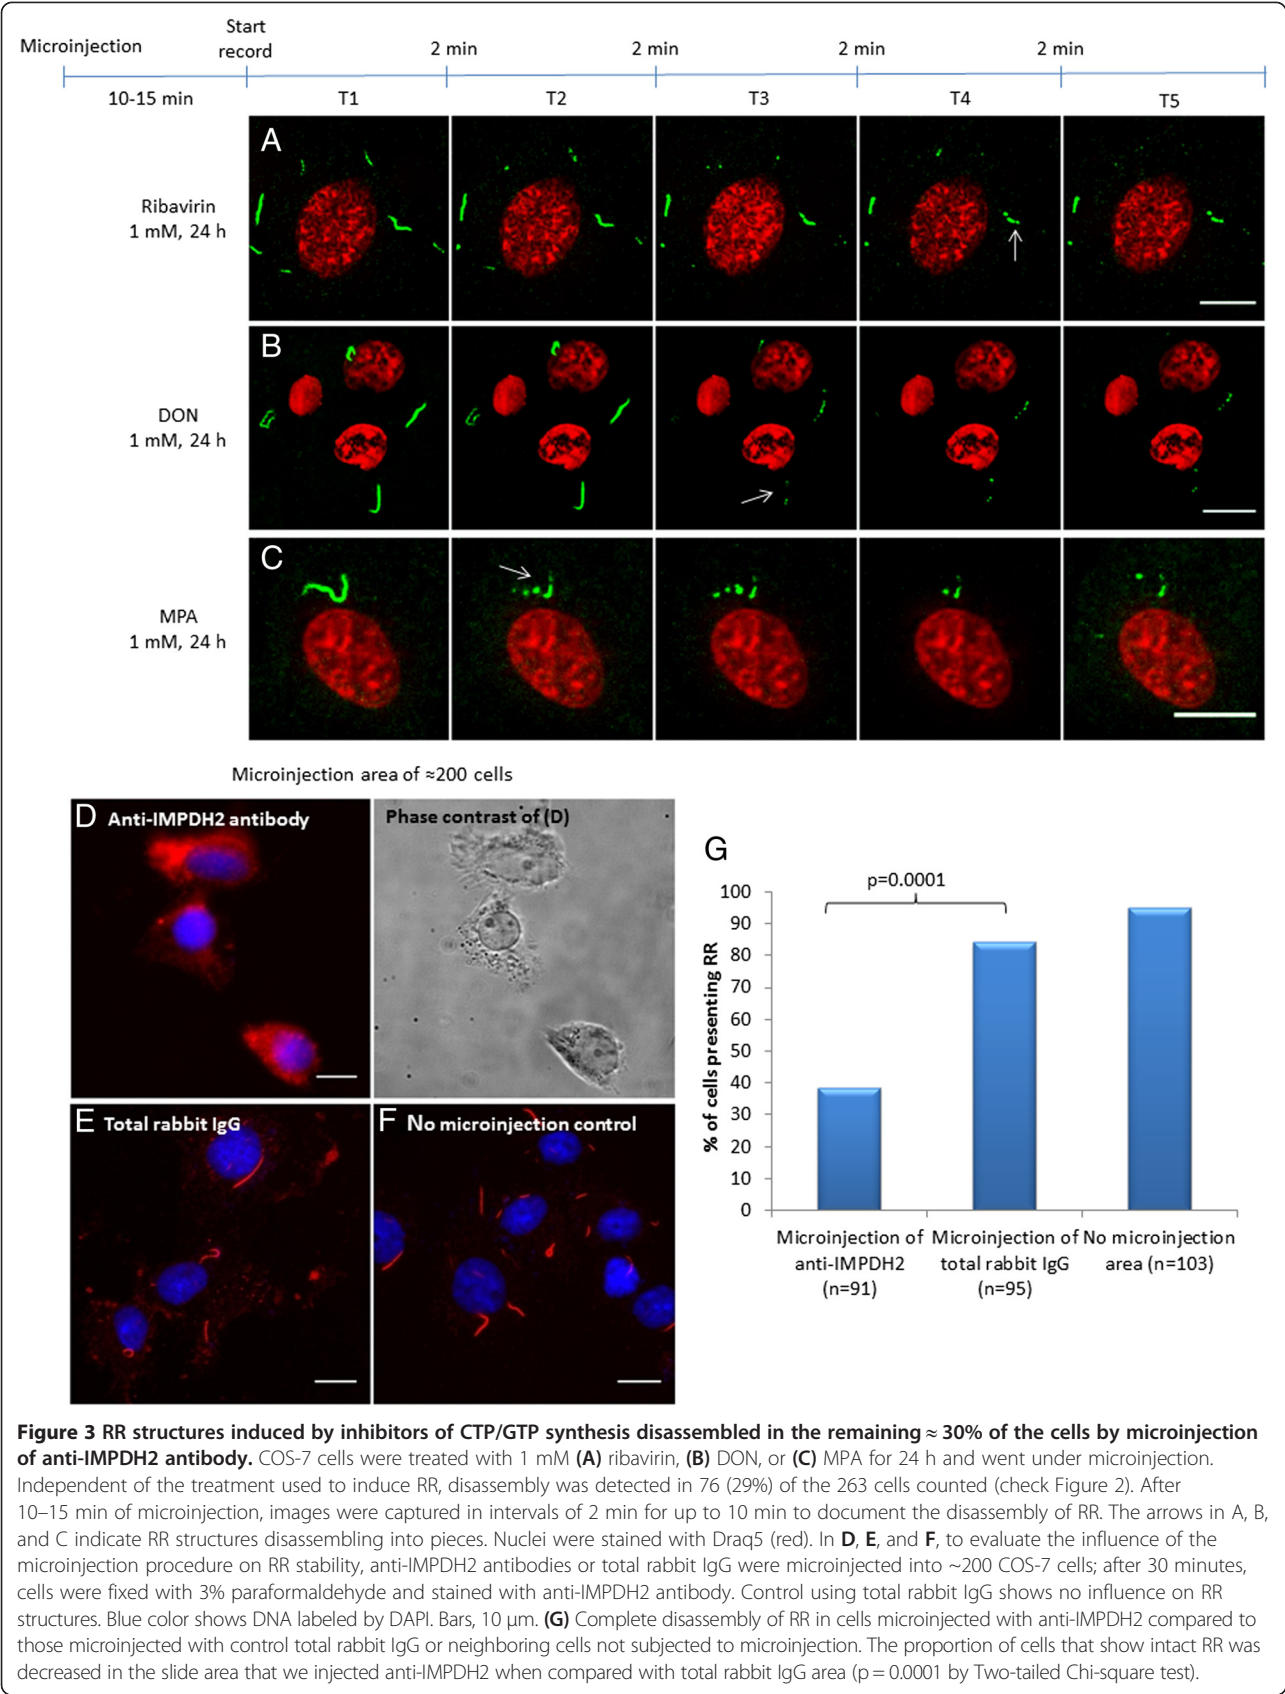 Microinjection
Start
record
2 min
2 min
2 min
2 min
10-15 min
T1
T2
T3
T4
T5
A
Ribavirin
1 mM, 24 h
B
DON
1 mM, 24 h
C
MPA
1 mM, 24 h
Microinjection area of ≈200 cells
D Anti-IMPDH2 antibody
Phase contrast of (D)
E Total rabbit IgG
F No microinjection control
G
p=0.0001
% of cells presenting RR
100
90
80
70
60
50
40
30
20
10
0
Microinjection of
anti-IMPDH2
(n=91)
Microinjection of
total rabbit IgG
(n=95)
No microinjection
area (n=103)
Figure 3 RR structures induced by inhibitors of CTP/GTP synthesis disassembled in the remaining ≈ 30% of the cells by microinjection
of anti-IMPDH2 antibody. COS-7 cells were treated with 1 mM (A) ribavirin, (B) DON, or (C) MPA for 24 h and went under microinjection.
Independent of the treatment used to induce RR, disassembly was detected in 76 (29%) of the 263 cells counted (check Figure 2). After
10–15 min of microinjection, images were captured in intervals of 2 min for up to 10 min to document the disassembly of RR. The arrows in A, B,
and C indicate RR structures disassembling into pieces. Nuclei were stained with Draq5 (red). In D, E, and F, to evaluate the influence of the
microinjection procedure on RR stability, anti-IMPDH2 antibodies or total rabbit IgG were microinjected into ~200 COS-7 cells; after 30 minutes,
cells were fixed with 3% paraformaldehyde and stained with anti-IMPDH2 antibody. Control using total rabbit IgG shows no influence on RR
structures. Blue color shows DNA labeled by DAPI. Bars, 10 μm. (G) Complete disassembly of RR in cells microinjected with anti-IMPDH2 compared to
those microinjected with control total rabbit IgG or neighboring cells not subjected to microinjection. The proportion of cells that show intact RR was
decreased in the slide area that we injected anti-IMPDH2 when compared with total rabbit IgG area (p = 0.0001 by Two-tailed Chi-square test).